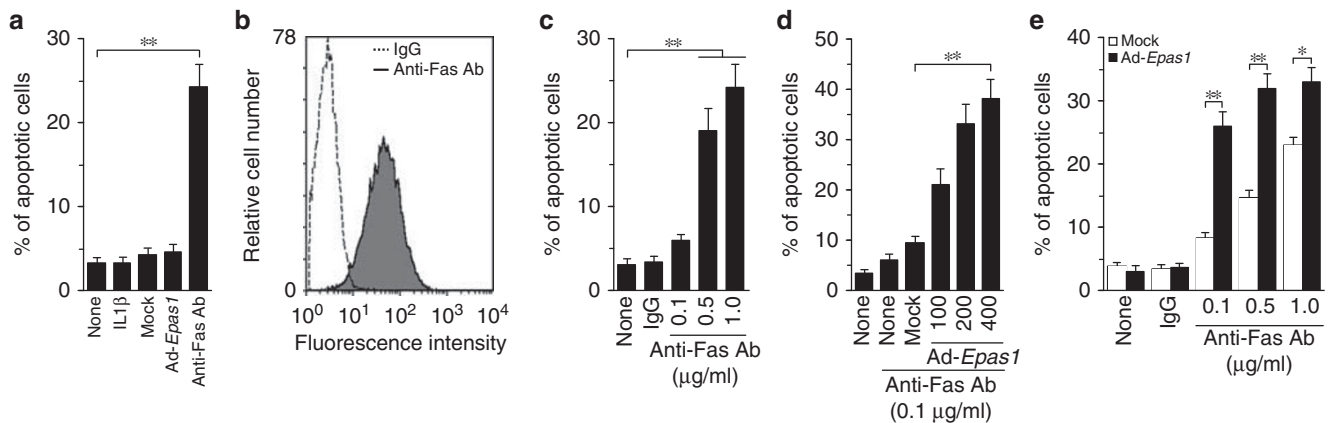 a
% of apoptotic cells
30
20
10
0
**
None
IL1β
Mock
Ad-Epas1
Anti-Fas Ab
b
Relative cell number
78
0
IgG
Anti-Fas Ab
10⁰ 10¹ 10² 10³ 10⁴
Fluorescence intensity
c
% of apoptotic cells
30
20
10
0
**
None
IgG
0.1
0.5
1.0
Anti-Fas Ab
(μg/ml)
d
% of apoptotic cells
50
40
30
20
10
0
**
None
None
Mock
100
200
400
Ad-Epas1
Anti-Fas Ab
(0.1 μg/ml)
e
% of apoptotic cells
40
30
20
10
0
Mock
Ad-Epas1
**
**
*
None
IgG
0.1 0.5 1.0
Anti-Fas Ab
(μg/ml)